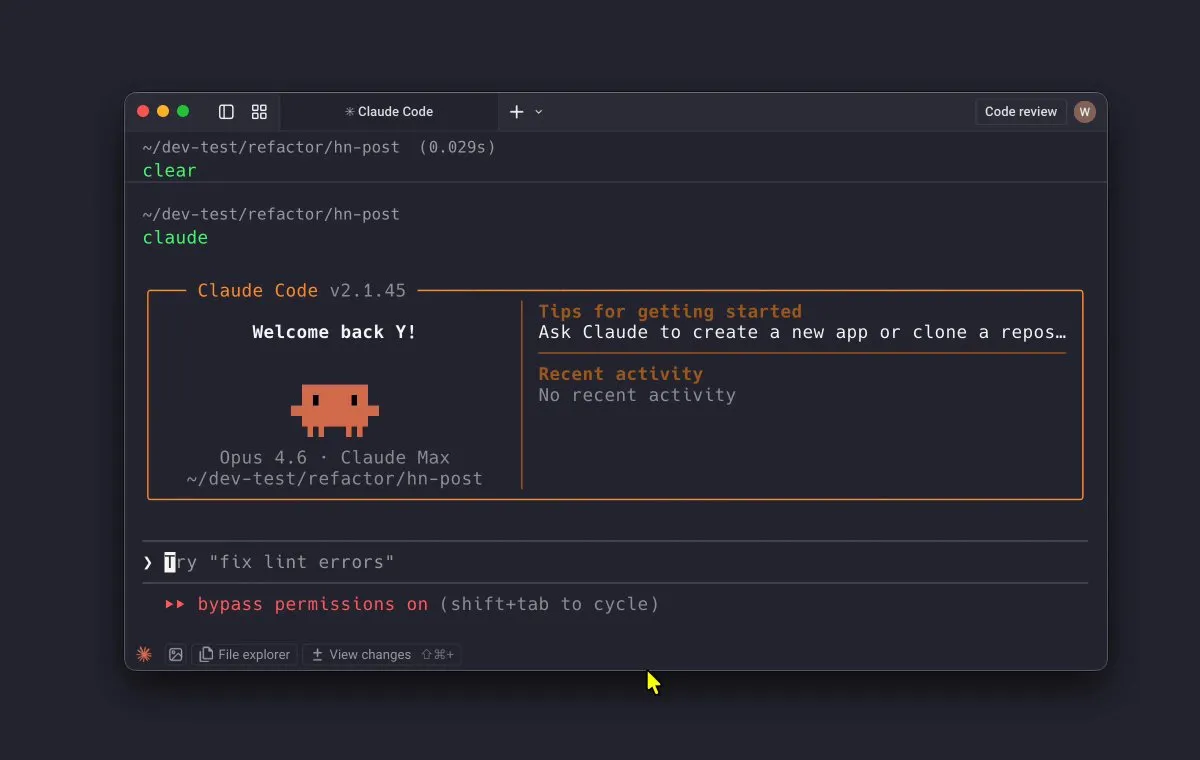 ✳ Claude Code
Code review
W
~/dev-test/refactor/hn-post (0.029s)
clear
~/dev-test/refactor/hn-post
claude
Claude Code v2.1.45
Welcome back Y!
Opus 4.6 · Claude Max
~/dev-test/refactor/hn-post
Tips for getting started
Ask Claude to create a new app or clone a repos…
Recent activity
No recent activity
❯ Try "fix lint errors"
⏵⏵ bypass permissions on (shift+tab to cycle)
File explorer
View changes ⇧⌘+